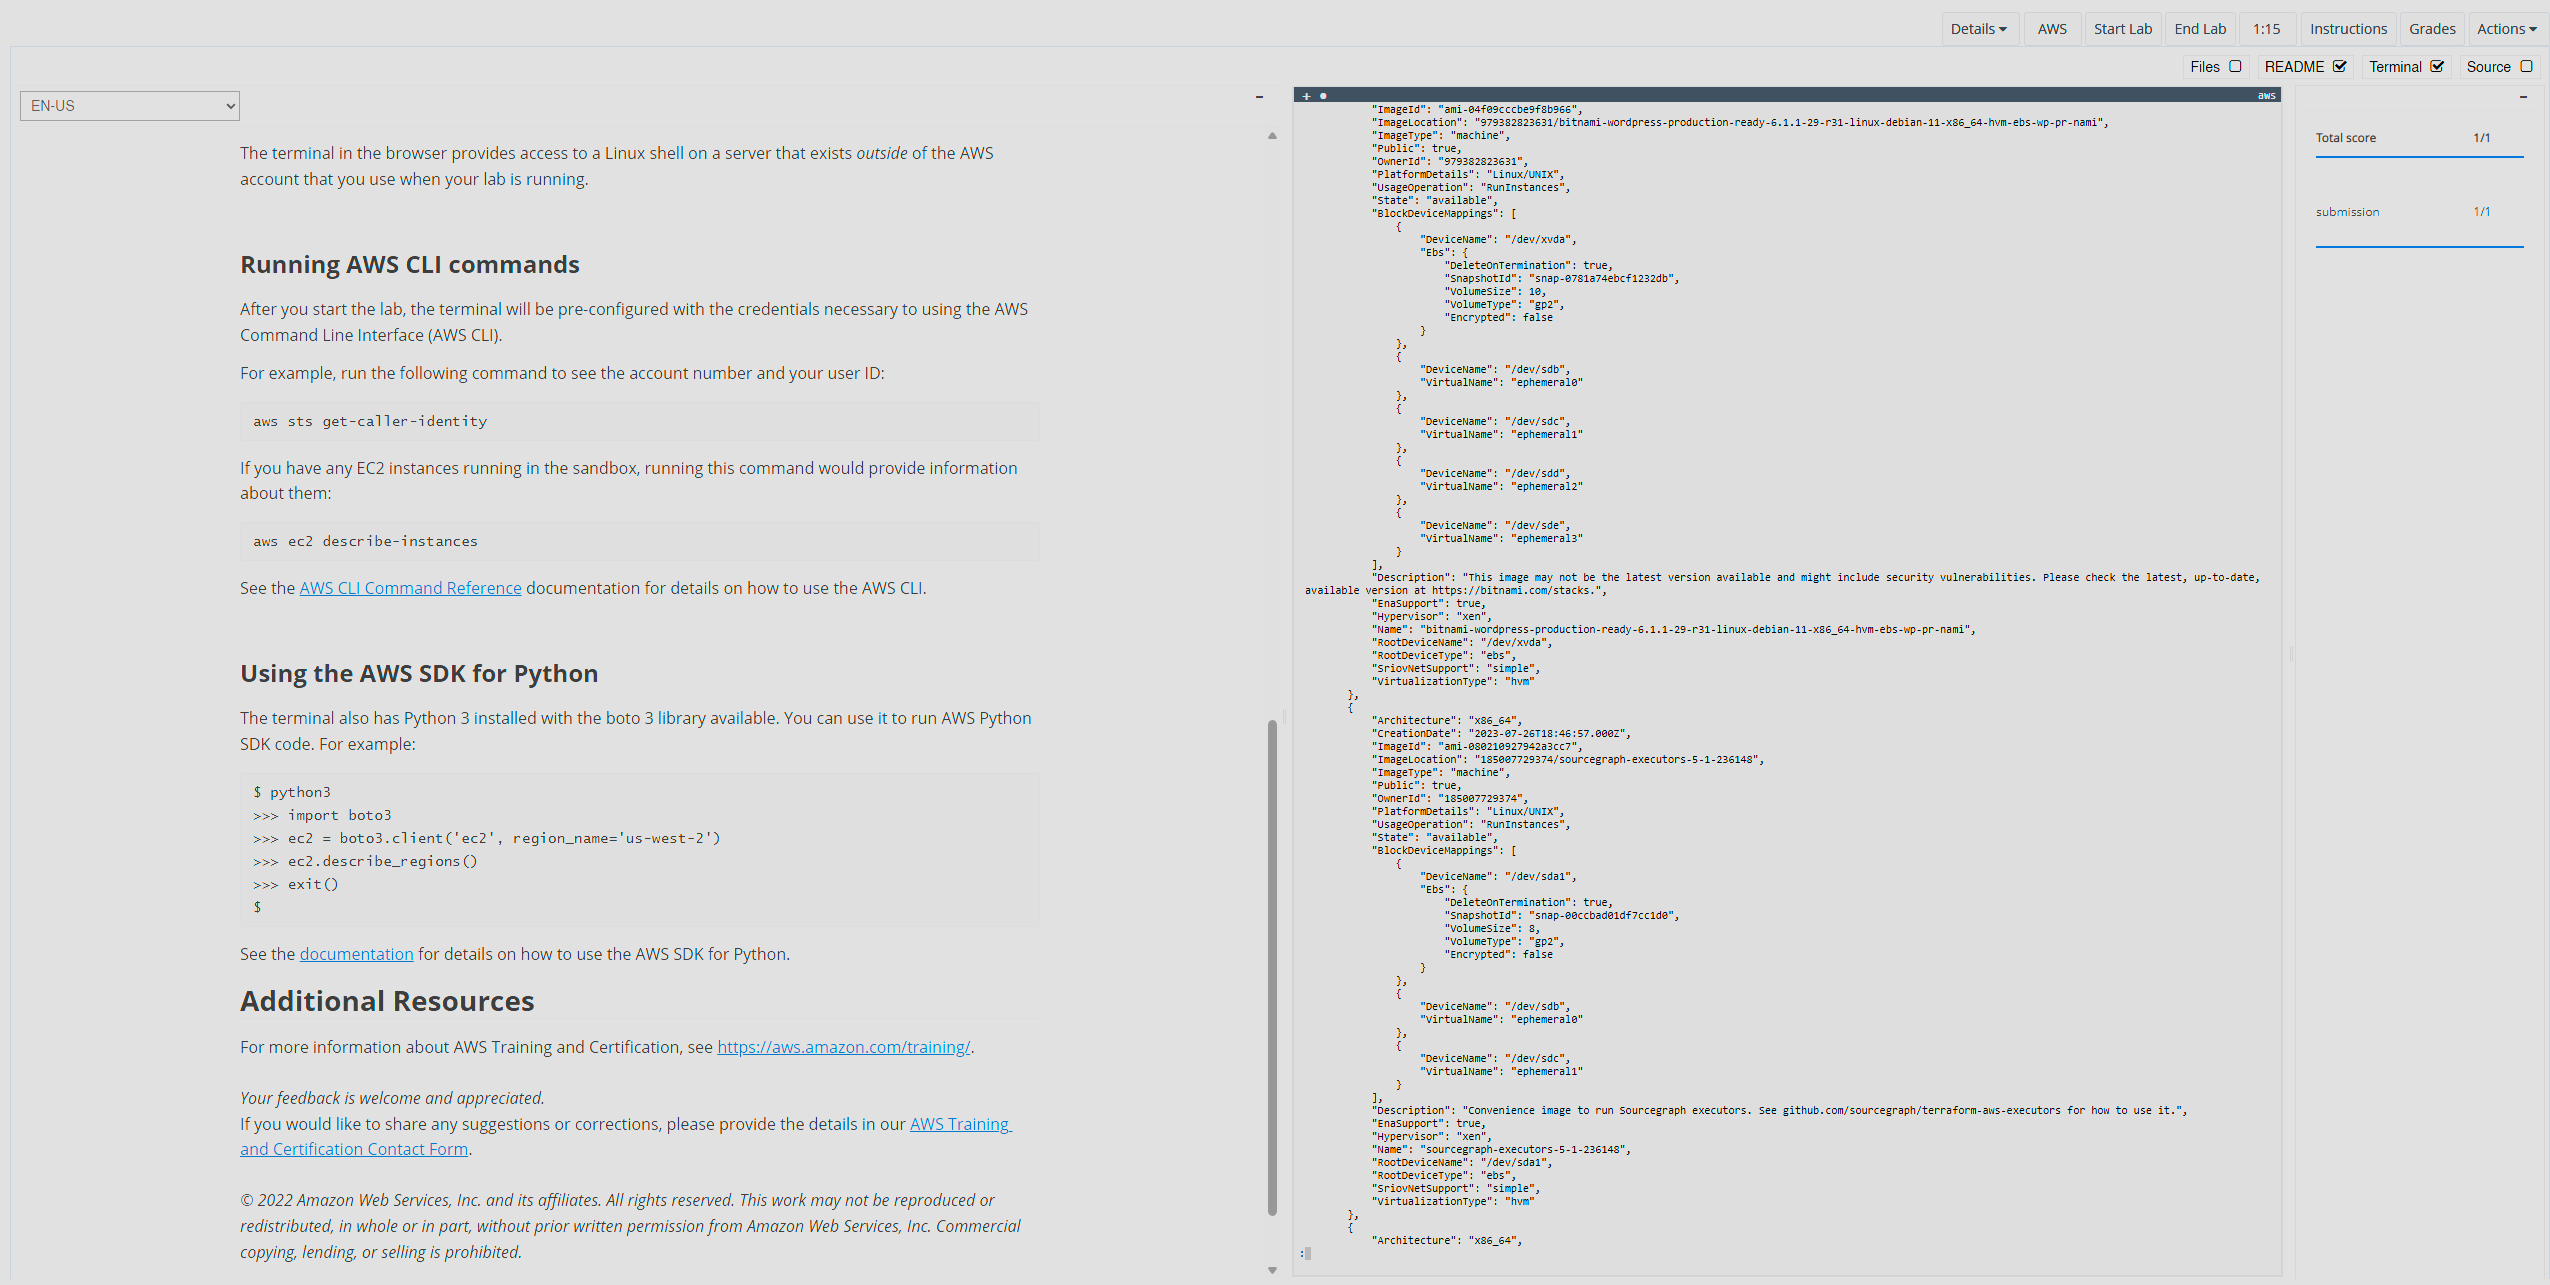 Details AWS Start Lab End Lab 1:15 Instructions Grades Actions
Files README Terminal Source
EN-US
The terminal in the browser provides access to a Linux shell on a server that exists outside of the AWS
account that you use when your lab is running.
Running AWS CLI commands
After you start the lab, the terminal will be pre-configured with the credentials necessary to using the AWS
Command Line Interface (AWS CLI).
For example, run the following command to see the account number and your user ID:
aws sts get-caller-identity
If you have any EC2 instances running in the sandbox, running this command would provide information
about them:
aws ec2 describe-instances
See the AWS CLI Command Reference documentation for details on how to use the AWS CLI.
Using the AWS SDK for Python
The terminal also has Python 3 installed with the boto 3 library available. You can use it to run AWS Python
SDK code. For example:
$ python3
>>> import boto3
>>> ec2 = boto3.client('ec2', region_name='us-west-2')
>>> ec2.describe_regions()
>>> exit()
$
See the documentation for details on how to use the AWS SDK for Python.
Additional Resources
For more information about AWS Training and Certification, see https://aws.amazon.com/training/.
Your feedback is welcome and appreciated.
If you would like to share any suggestions or corrections, please provide the details in our AWS Training
and Certification Contact Form.
© 2022 Amazon Web Services, Inc. and its affiliates. All rights reserved. This work may not be reproduced or
redistributed, in whole or in part, without prior written permission from Amazon Web Services, Inc. Commercial
copying, lending, or selling is prohibited.
+ ● aws
"ImageId": "ami-04f09cccbe9f8b966",
"ImageLocation": "979382823631/bitnami-wordpress-production-ready-6.1.1-29-r31-linux-debian-11-x86_64-hvm-ebs-wp-pr-nami",
"ImageType": "machine",
"Public": true,
"OwnerId": "979382823631",
"PlatformDetails": "Linux/UNIX",
"UsageOperation": "RunInstances",
"State": "available",
"BlockDeviceMappings": [
{
"DeviceName": "/dev/xvda",
"Ebs": {
"DeleteOnTermination": true,
"SnapshotId": "snap-0781a74ebcf1232db",
"VolumeSize": 10,
"VolumeType": "gp2",
"Encrypted": false
}
},
{
"DeviceName": "/dev/sdb",
"VirtualName": "ephemeral0"
},
{
"DeviceName": "/dev/sdc",
"VirtualName": "ephemeral1"
},
{
"DeviceName": "/dev/sdd",
"VirtualName": "ephemeral2"
},
{
"DeviceName": "/dev/sde",
"VirtualName": "ephemeral3"
}
],
"Description": "This image may not be the latest version available and might include security vulnerabilities. Please check the latest, up-to-date,
available version at https://bitnami.com/stacks.",
"EnaSupport": true,
"Hypervisor": "xen",
"Name": "bitnami-wordpress-production-ready-6.1.1-29-r31-linux-debian-11-x86_64-hvm-ebs-wp-pr-nami",
"RootDeviceName": "/dev/xvda",
"RootDeviceType": "ebs",
"SriovNetSupport": "simple",
"VirtualizationType": "hvm"
},
{
"Architecture": "x86_64",
"CreationDate": "2023-07-26T18:46:57.000Z",
"ImageId": "ami-080210927942a3cc7",
"ImageLocation": "185007729374/sourcegraph-executors-5-1-236148",
"ImageType": "machine",
"Public": true,
"OwnerId": "185007729374",
"PlatformDetails": "Linux/UNIX",
"UsageOperation": "RunInstances",
"State": "available",
"BlockDeviceMappings": [
{
"DeviceName": "/dev/sda1",
"Ebs": {
"DeleteOnTermination": true,
"SnapshotId": "snap-00ccbad01df7cc1d0",
"VolumeSize": 8,
"VolumeType": "gp2",
"Encrypted": false
}
},
{
"DeviceName": "/dev/sdb",
"VirtualName": "ephemeral0"
},
{
"DeviceName": "/dev/sdc",
"VirtualName": "ephemeral1"
}
],
"Description": "Convenience image to run Sourcegraph executors. See github.com/sourcegraph/terraform-aws-executors for how to use it.",
"EnaSupport": true,
"Hypervisor": "xen",
"Name": "sourcegraph-executors-5-1-236148",
"RootDeviceName": "/dev/sda1",
"RootDeviceType": "ebs",
"SriovNetSupport": "simple",
"VirtualizationType": "hvm"
},
{
"Architecture": "x86_64",
:
Total score 1/1
submission 1/1